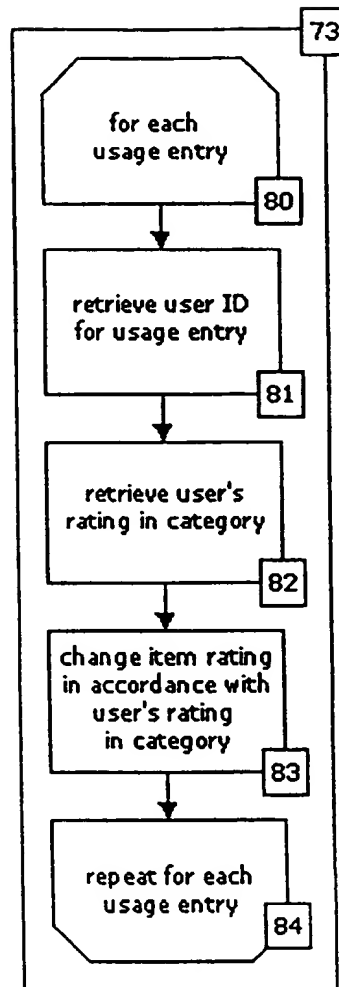 73
for each
usage entry
80
retrieve user ID
for usage entry
81
retrieve user's
rating in category
82
change item rating
in accordance with
user's rating
in category
83
repeat for each
usage entry
84